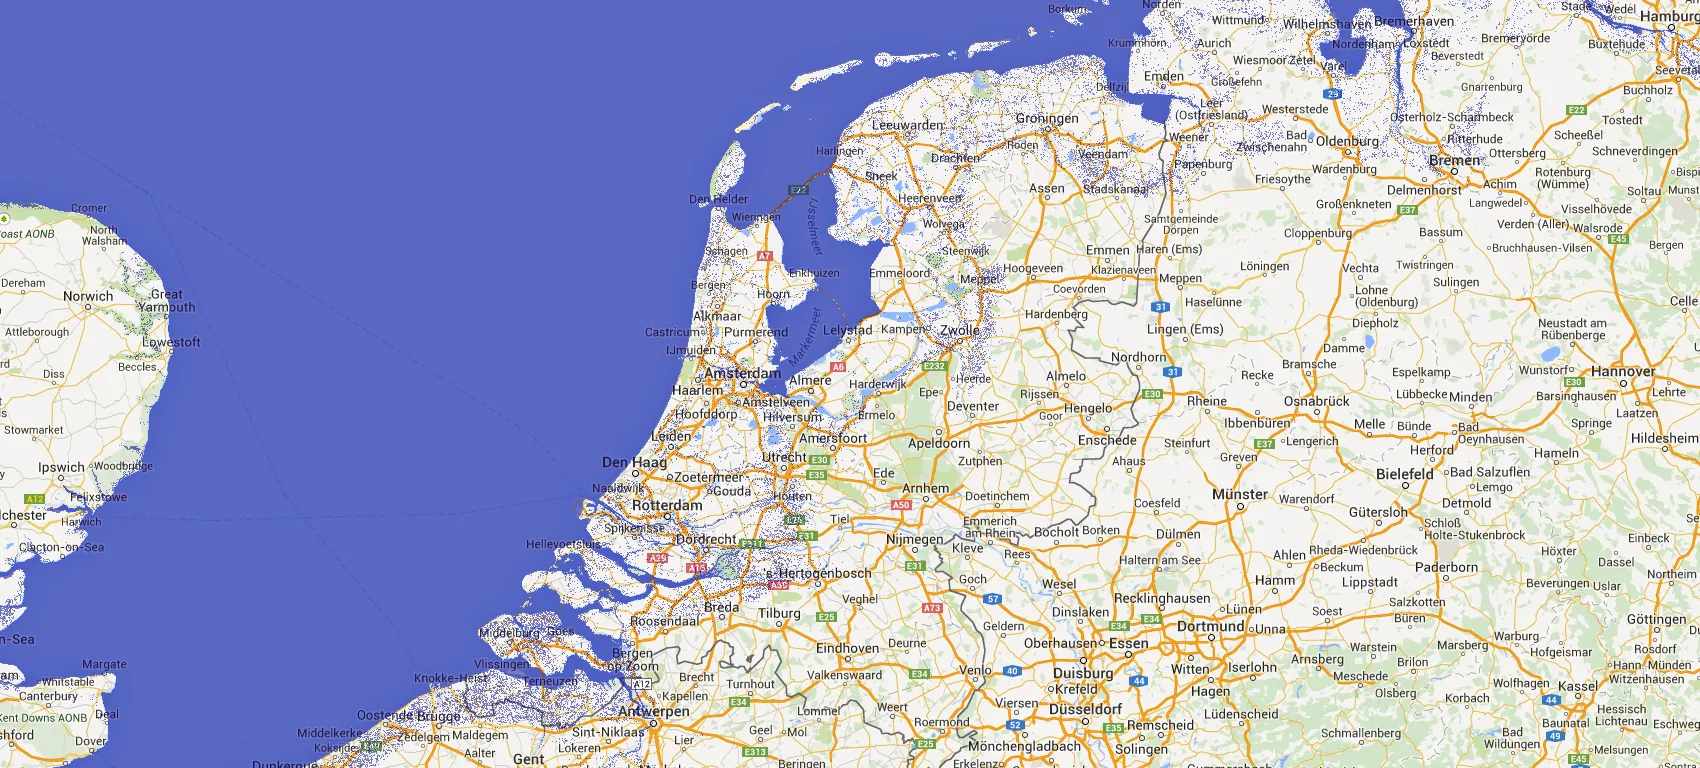 Borkum
Norden
Wittmund
Wilhelmshaven
Bremerhaven
Stade
Wedel
Hamburg
Krummhörn
Aurich
Nordenham
Loxstedt
Bremervörde
Buxtehude
Wiesmoor
Zetel
Varel
Beverstedt
Seevetal
Emden
Großefehn
Delfzijl
29
Gnarrenburg
Buchholz
Leer
(Ostfriesland)
Westerstede
E22
Tostedt
Leeuwarden
Groningen
Osterholz-Scharmbeck
Scheeßel
Weener
Bad
Zwischenahn
Oldenburg
Ritterhude
Ottersberg
Schneverdingen
Harlingen
Drachten
Roden
Veendam
Papenburg
Wardenburg
Bremen
Rotenburg
(Wümme)
Sneek
Assen
Stadskanaal
Friesoythe
Delmenhorst
Achim
Soltau
E22
Den Helder
Heerenveen
Großenkneten
E37
Langwedel
Visselhövede
Cromer
Wieringen
Wolvega
Samtgemeinde
Dörpen
Cloppenburg
Bassum
Verden (Aller)
Walsrode
oast AONB
North
Walsham
IJsselmeer
Schagen
A7
Steenwijk
Emmen
Haren (Ems)
Bruchhausen-Vilsen
E45
Bergen
Dereham
Norwich
Great
Yarmouth
Enkhuizen
Emmeloord
Meppel
Hoogeveen
Klazienaveen
Meppen
Löningen
Vechta
Twistringen
Bergen
Hoorn
Coevorden
31
Haselünne
Lohne
(Oldenburg)
Sulingen
Celle
Attleborough
Alkmaar
Hardenberg
Lowestoft
Castricum
Purmerend
Markermeer
Lelystad
Kampen
Zwolle
Lingen (Ems)
Diepholz
Neustadt am
Rübenberge
IJmuiden
Damme
Beccles
Diss
Amsterdam
A6
E232
Nordhorn
31
Bramsche
Espelkamp
Wunstorf
Hannover
Haarlem
Almere
Harderwijk
Heerde
Almelo
Recke
E30
Lübbecke
Minden
Barsinghausen
Lehrte
Amstelveen
Epe
Rijssen
E30
Rheine
Osnabrück
Laatzen
Hoofddorp
Hilversum
Ermelo
Deventer
Goor
Hengelo
Ibbenbüren
Melle
Bünde
Bad
Oeynhausen
Springe
Stowmarket
Leiden
Amersfoort
Apeldoorn
Enschede
Steinfurt
E37
Lengerich
Herford
Hildesheim
Ipswich
Woodbridge
Den Haag
Utrecht
E30
Zutphen
Ahaus
Greven
Bielefeld
Bad Salzuflen
Hameln
Zoetermeer
E35
Ede
Lemgo
A12
Felixstowe
Naaldwijk
Gouda
Houten
Arnhem
Doetinchem
Coesfeld
Münster
Warendorf
Detmold
Rotterdam
A50
Gütersloh
lchester
Harwich
Spijkenisse
Tiel
Emmerich
am Rhein
Bocholt
Borken
Dülmen
Schloß
Holte-Stukenbrock
Einbeck
Clacton-on-Sea
Hellevoetsluis
Dordrecht
E311
E31
Nijmegen
Kleve
Rees
Haltern am See
Ahlen
Rheda-Wiedenbrück
Höxter
Dassel
's-Hertogenbosch
E31
Goch
Wesel
Hamm
Beckum
Lippstadt
Paderborn
Beverungen
Uslar
Northeim
Breda
Tilburg
Veghel
A73
57
Recklinghausen
Lünen
Soest
Salzkotten
Büren
Göttingen
Roosendaal
E25
Geldern
Dinslaken
E34
E34
Dortmund
Unna
Middelburg
Goes
Oberhausen
Essen
Warstein
Marsberg
Warburg
Hofgeismar
Rosdorf
n-Sea
Eindhoven
Deurne
Vlissingen
Bergen
op Zoom
Margate
Valkenswaard
E34
Venlo
40
Duisburg
Witten
Iserlohn
Arnsberg
Brilon
Hann. Münden
Witzenhausen
Whitstable
Knokke-Heist
Terneuzen
A12
Brecht
Turnhout
Krefeld
44
Hagen
Meschede
Olsberg
Wolfhagen
Kassel
Canterbury
Kapellen
E34
Weert
Viersen
Korbach
44
Kent Downs AONB
Deal
Oostende
Brugge
Antwerpen
Lommel
Roermond
52
Düsseldorf
E35
Remscheid
Lüdenscheid
Baunatal
Hessisch
Lichtenau
Eschwege
shford
Dover
Middelkerke
Zedelgem
Maldegem
Sint-Niklaas
Geel
Mol
Mönchengladbach
Solingen
Schmallenberg
Bad
Wildungen
49
Koksijde
E40
Aalter
Lokeren
Lier
E313
E25
Melsungen
Dunkerque
Gent
Beringen
Erkelenz
Gummersbach
E45